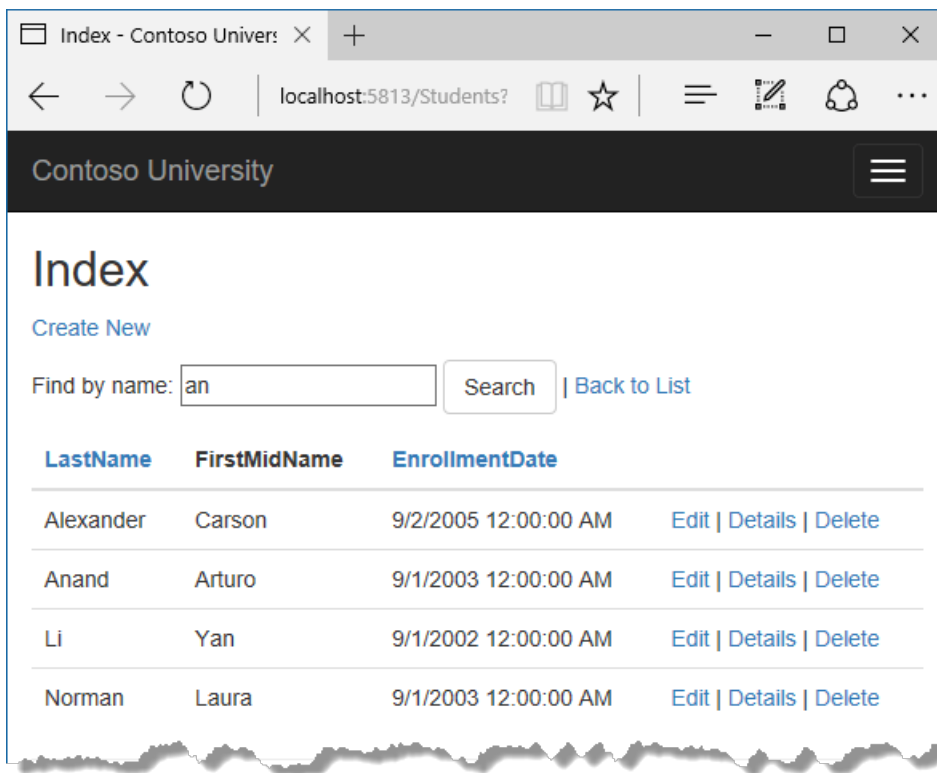 Index - Contoso Univers
localhost:5813/Students?
Contoso University
Index
Create New
Find by name: an Search | Back to List
LastName FirstMidName EnrollmentDate
Alexander Carson 9/2/2005 12:00:00 AM Edit | Details | Delete
Anand Arturo 9/1/2003 12:00:00 AM Edit | Details | Delete
Li Yan 9/1/2002 12:00:00 AM Edit | Details | Delete
Norman Laura 9/1/2003 12:00:00 AM Edit | Details | Delete